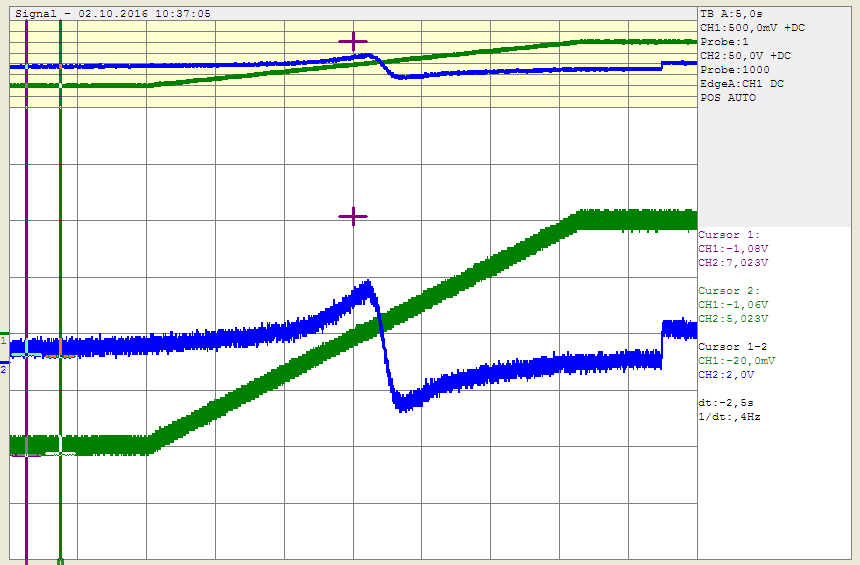 Signal - 02.10.2016 10:37:05
TB A:5,0s
CH1:500,0mV +DC
Probe:1
CH2:50,0V +DC
Probe:1000
EdgeA:CH1 DC
POS AUTO
Cursor 1:
CH1:-1,08V
CH2:7,023V
Cursor 2:
CH1:-1,06V
CH2:5,023V
Cursor 1-2
CH1:-20,0mV
CH2:2,0V
dt:-2,5s
1/dt:,4Hz
1
2